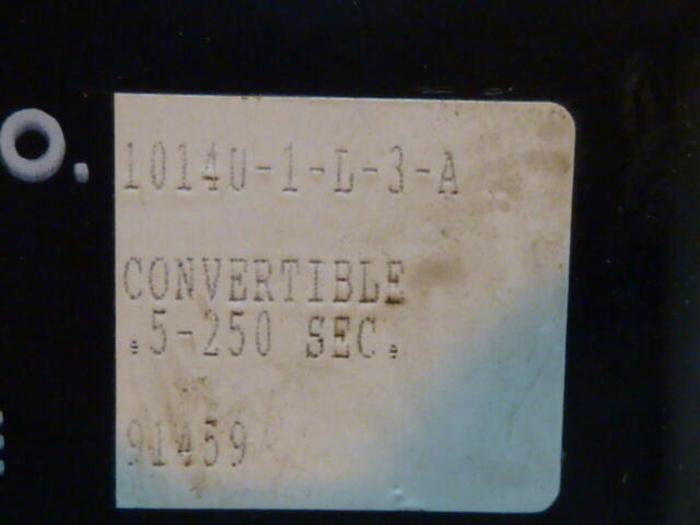 O. 10140-1-L-3-A
CONVERTIBLE
.5-250 SEC.
91459